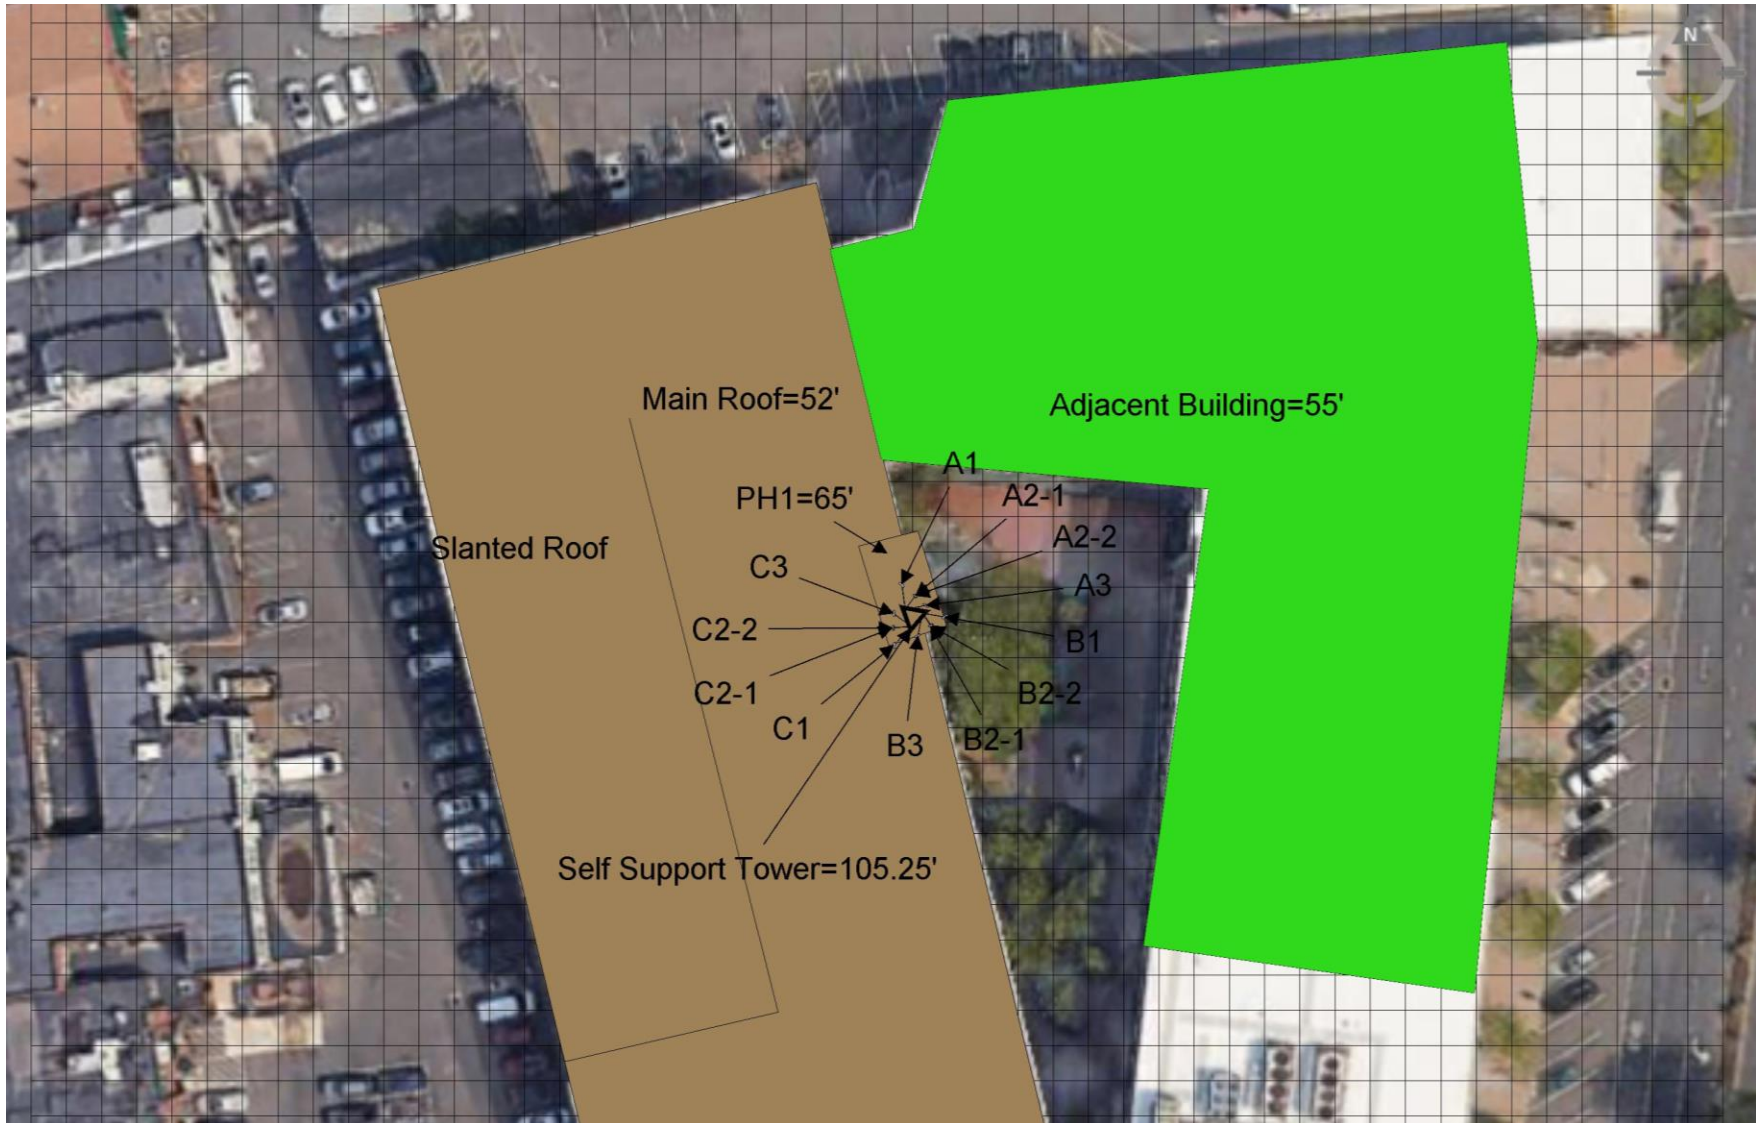 N
Main Roof=52'
Adjacent Building=55'
A1
PH1=65'
A2-1
A2-2
Slanted Roof
C3
A3
C2-2
B1
C2-1
B2-2
C1
B3
B2-1
Self Support Tower=105.25'